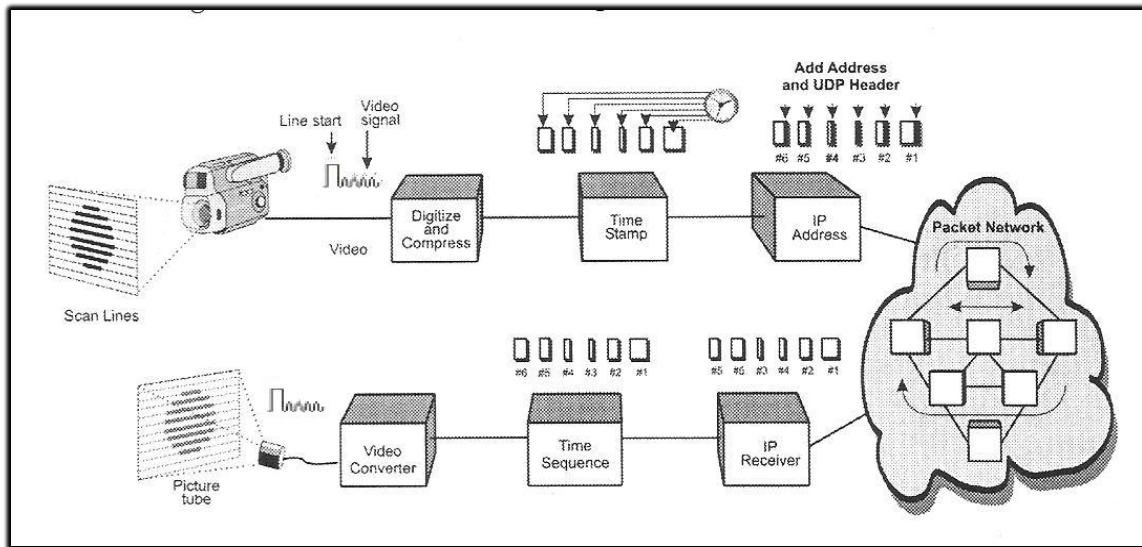 Add Address
and UDP Header
Video
signal
Line start
#6 #5 #4 #3 #2 #1
Digitize
and
Compress
Time
Stamp
IP
Address
Packet Network
Video
Scan Lines
#6 #5 #4 #3 #2 #1
#5 #6 #3 #4 #2 #1
Video
Converter
Time
Sequence
IP
Receiver
Picture
tube